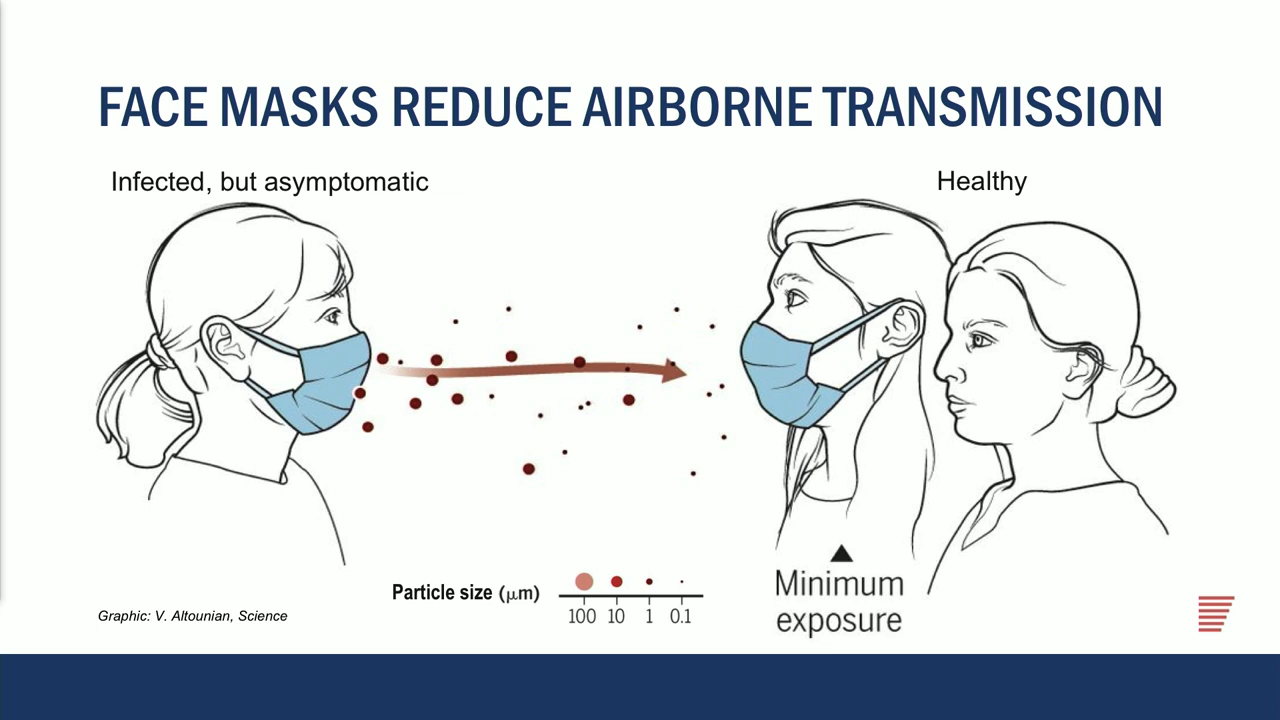 FACE MASKS REDUCE AIRBORNE TRANSMISSION
Infected, but asymptomatic
Healthy
Particle size (μm)
100 10 1 0.1
Minimum
exposure
Graphic: V. Altounian, Science